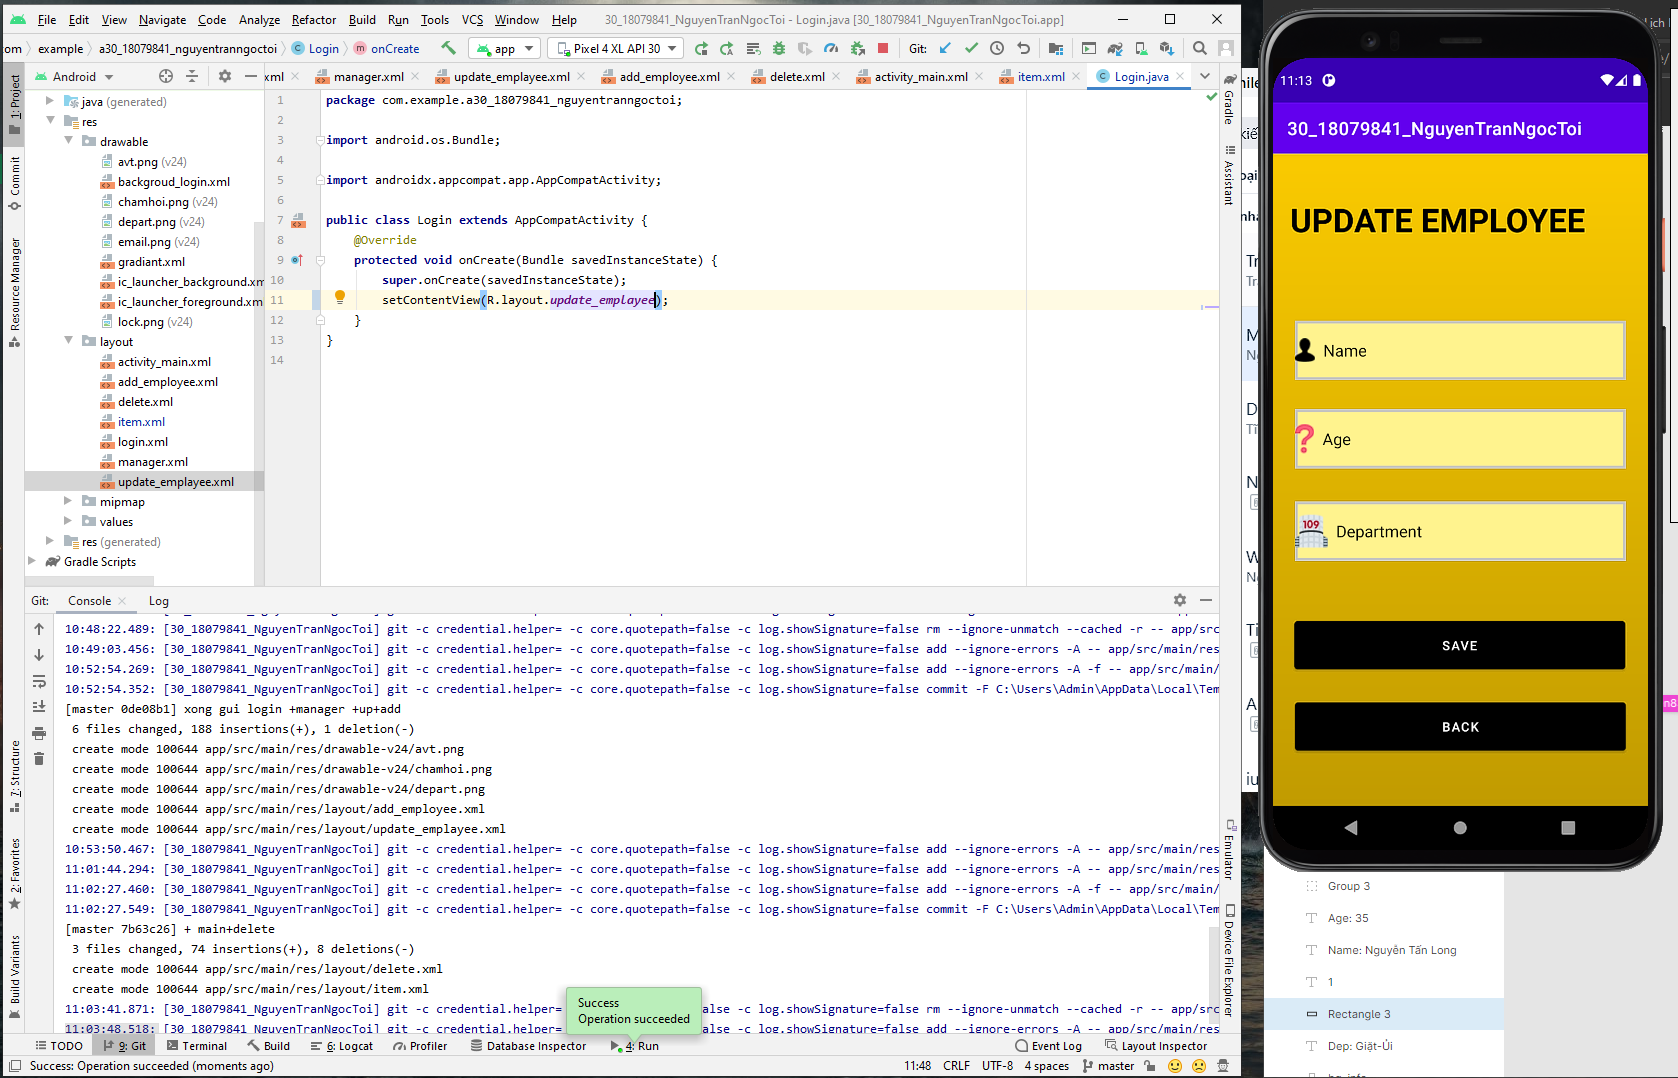 File Edit View Navigate Code Analyze Refactor Build Run Tools VCS Window Help 30_18079841_NguyenTranNgocToi - Login.java [30_18079841_NguyenTranNgocToi.app]
om example a30_18079841_nguyentranngoctoi Login onCreate app Pixel 4 XL API 30 Git:
Android
xml manager.xml update_employee.xml add_employee.xml delete.xml activity_main.xml item.xml Login.java
1: Project
Commit
Resource Manager
7: Structure
2: Favorites
Build Variants
java (generated)
res
drawable
avt.png (v24)
backgroud_login.xml
chamhoi.png (v24)
depart.png (v24)
email.png (v24)
gradiant.xml
ic_launcher_background.xm
ic_launcher_foreground.xm
lock.png (v24)
layout
activity_main.xml
add_employee.xml
delete.xml
item.xml
login.xml
manager.xml
update_emplayee.xml
mipmap
values
res (generated)
Gradle Scripts
1 package com.example.a30_18079841_nguyentranngoctoi;
2
3 import android.os.Bundle;
4
5 import androidx.appcompat.app.AppCompatActivity;
6
7 public class Login extends AppCompatActivity {
8 @Override
9 protected void onCreate(Bundle savedInstanceState) {
10 super.onCreate(savedInstanceState);
11 setContentView(R.layout.update_emplayee);
12 }
13 }
14
Gradle
Assistant
Emulator
Device File Explorer
Git: Console Log
10:48:22.489: [30_18079841_NguyenTranNgocToi] git -c credential.helper= -c core.quotepath=false -c log.showSignature=false rm --ignore-unmatch --cached -r -- app/src
10:49:03.456: [30_18079841_NguyenTranNgocToi] git -c credential.helper= -c core.quotepath=false -c log.showSignature=false add --ignore-errors -A -- app/src/main/res
10:52:54.269: [30_18079841_NguyenTranNgocToi] git -c credential.helper= -c core.quotepath=false -c log.showSignature=false add --ignore-errors -A -f -- app/src/main/
10:52:54.352: [30_18079841_NguyenTranNgocToi] git -c credential.helper= -c core.quotepath=false -c log.showSignature=false commit -F C:\Users\Admin\AppData\Local\Tem
[master 0de08b1] xong gui login +manager +up+add
6 files changed, 188 insertions(+), 1 deletion(-)
create mode 100644 app/src/main/res/drawable-v24/avt.png
create mode 100644 app/src/main/res/drawable-v24/chamhoi.png
create mode 100644 app/src/main/res/drawable-v24/depart.png
create mode 100644 app/src/main/res/layout/add_employee.xml
create mode 100644 app/src/main/res/layout/update_employee.xml
10:53:50.467: [30_18079841_NguyenTranNgocToi] git -c credential.helper= -c core.quotepath=false -c log.showSignature=false add --ignore-errors -A -- app/src/main/res
11:01:44.294: [30_18079841_NguyenTranNgocToi] git -c credential.helper= -c core.quotepath=false -c log.showSignature=false add --ignore-errors -A -- app/src/main/res
11:02:27.460: [30_18079841_NguyenTranNgocToi] git -c credential.helper= -c core.quotepath=false -c log.showSignature=false add --ignore-errors -A -f -- app/src/main/
11:02:27.549: [30_18079841_NguyenTranNgocToi] git -c credential.helper= -c core.quotepath=false -c log.showSignature=false commit -F C:\Users\Admin\AppData\Local\Tem
[master 7b63c26] + main+delete
3 files changed, 74 insertions(+), 8 deletions(-)
create mode 100644 app/src/main/res/layout/delete.xml
create mode 100644 app/src/main/res/layout/item.xml
11:03:41.871: [30_18079841_NguyenTranNgocToi] git -c credential.helper= alse -c log.showSignature=false rm --ignore-unmatch --cached -r -- app/src
11:03:48.518: [30_18079841_NguyenTranNgocToi] git -c credential.helper= alse -c log.showSignature=false add --ignore-errors -A -- app/src/main/res
Success
Operation succeeded
TODO 9: Git Terminal Build 6: Logcat Profiler Database Inspector 4: Run Event Log Layout Inspector
Success: Operation succeeded (moments ago) 11:48 CRLF UTF-8 4 spaces master
11:13
30_18079841_NguyenTranNgocToi
UPDATE EMPLOYEE
Name
Age
109
Department
SAVE
BACK
Group 3
Age: 35
Name: Nguyễn Tấn Long
1
Rectangle 3
Dep: Giặt-Ủi